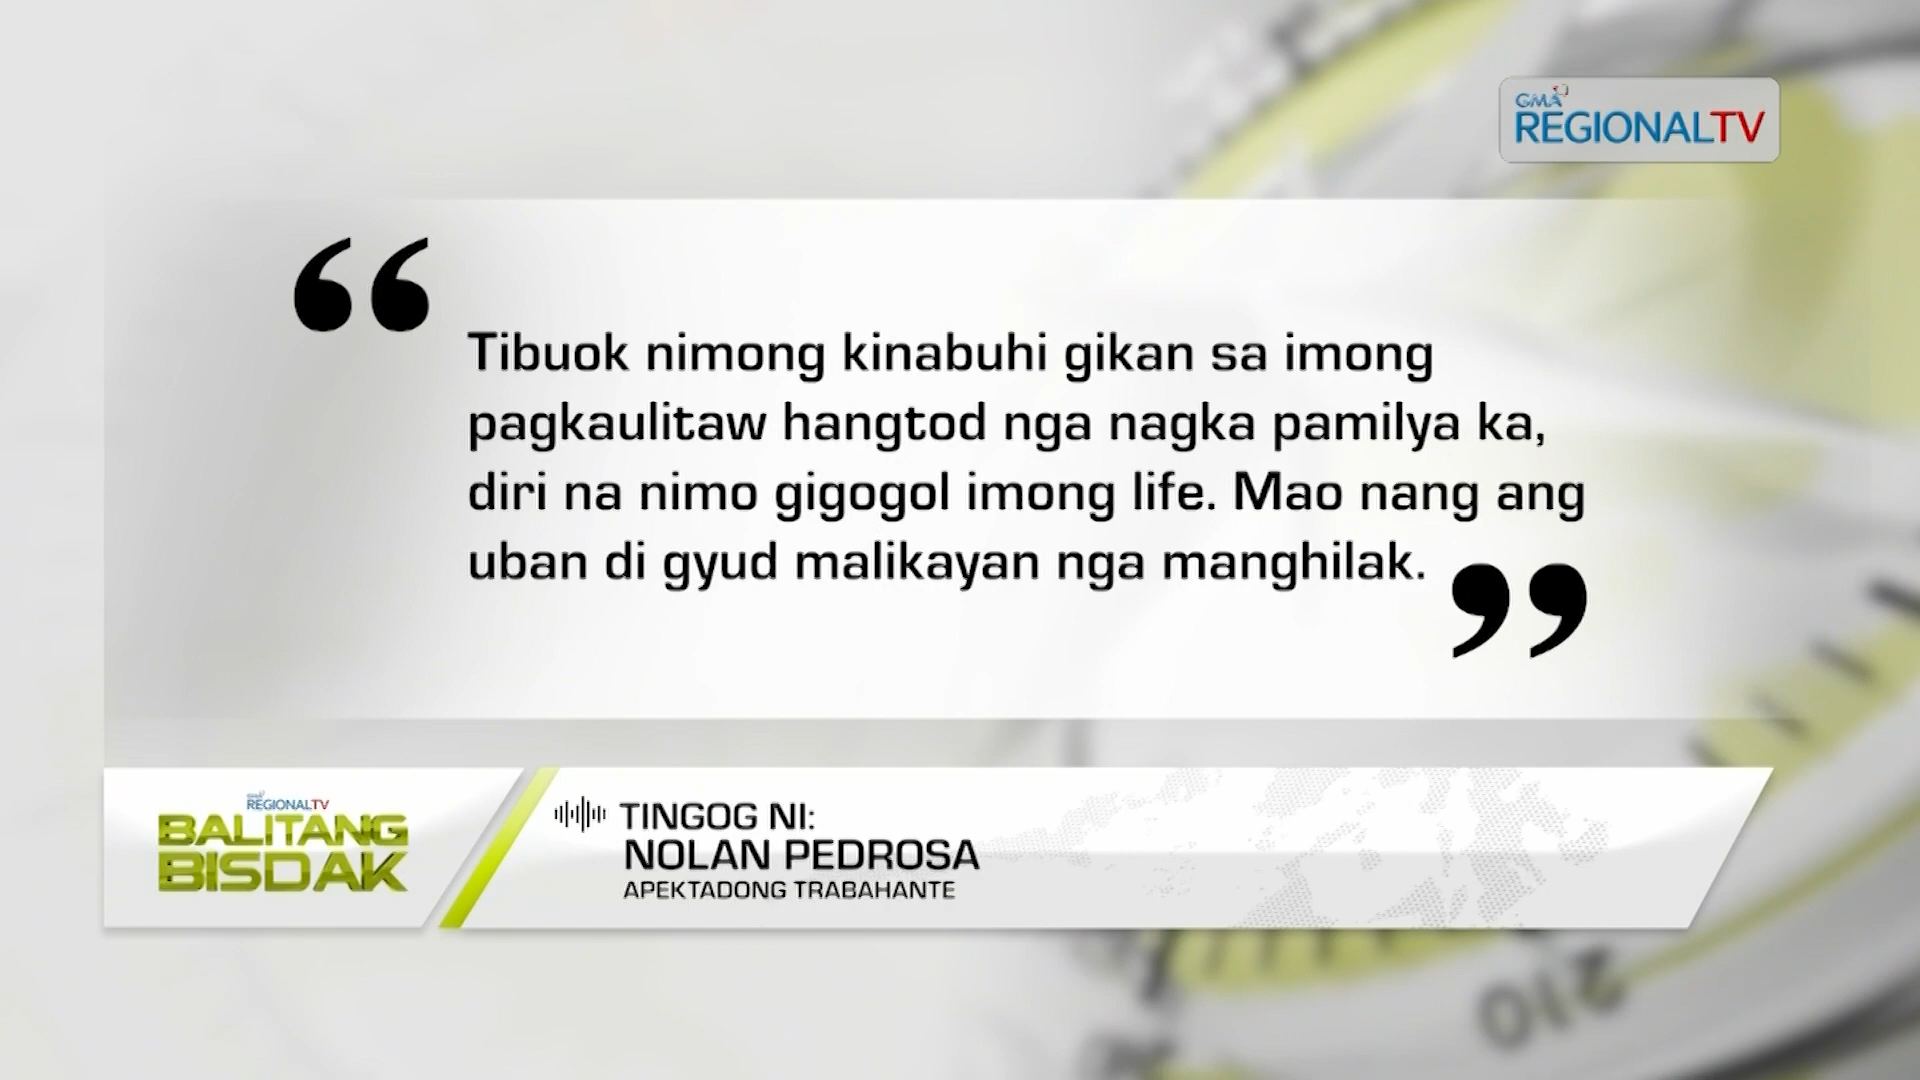 GMA
REGIONALTV
“
Tibuok nimong kinabuhi gikan sa imong
pagkaulitaw hangtod nga nagka pamilya ka,
diri na nimo gigogol imong life. Mao nang ang
uban di gyud malikayan nga manghilak.
”
GMA
REGIONALTV
BALITANG
BISDAK
TINGOG NI:
NOLAN PEDROSA
APEKTADONG TRABAHANTE
210